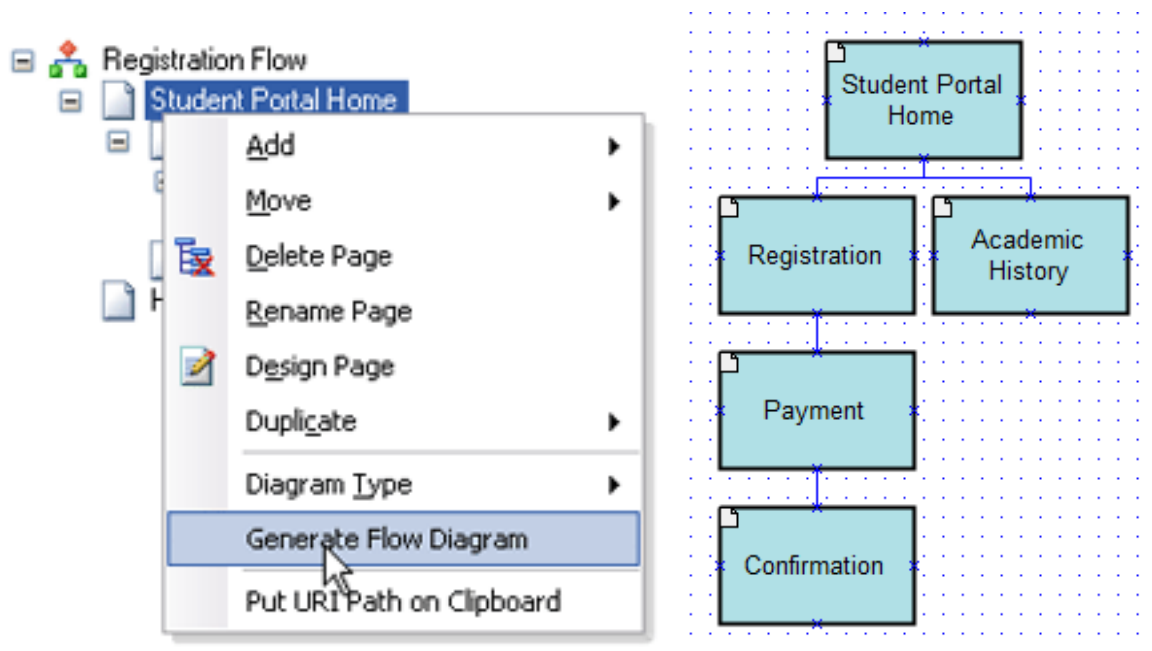 Registration Flow
Student Portal Home
H
Add
Move
Delete Page
Rename Page
Design Page
Duplicate
Diagram Type
Generate Flow Diagram
Put URI Path on Clipboard
Student Portal
Home
Registration
Academic
History
Payment
Confirmation